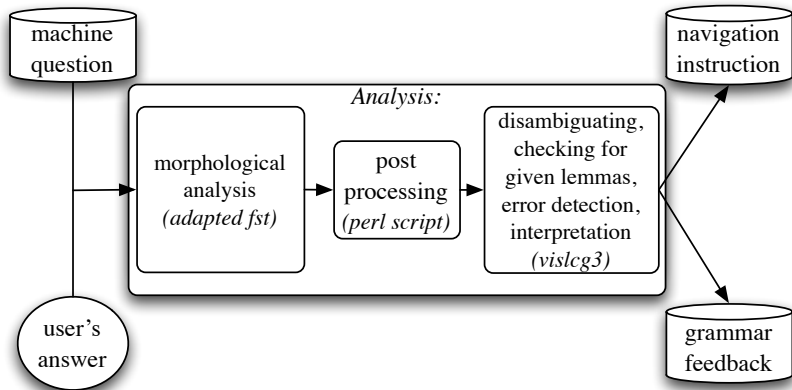 machine
question
navigation
instruction
Analysis:
morphological
analysis
(adapted fst)
post
processing
(perl script)
disambiguating,
checking for
given lemmas,
error detection,
interpretation
(vislcg3)
user's
answer
grammar
feedback